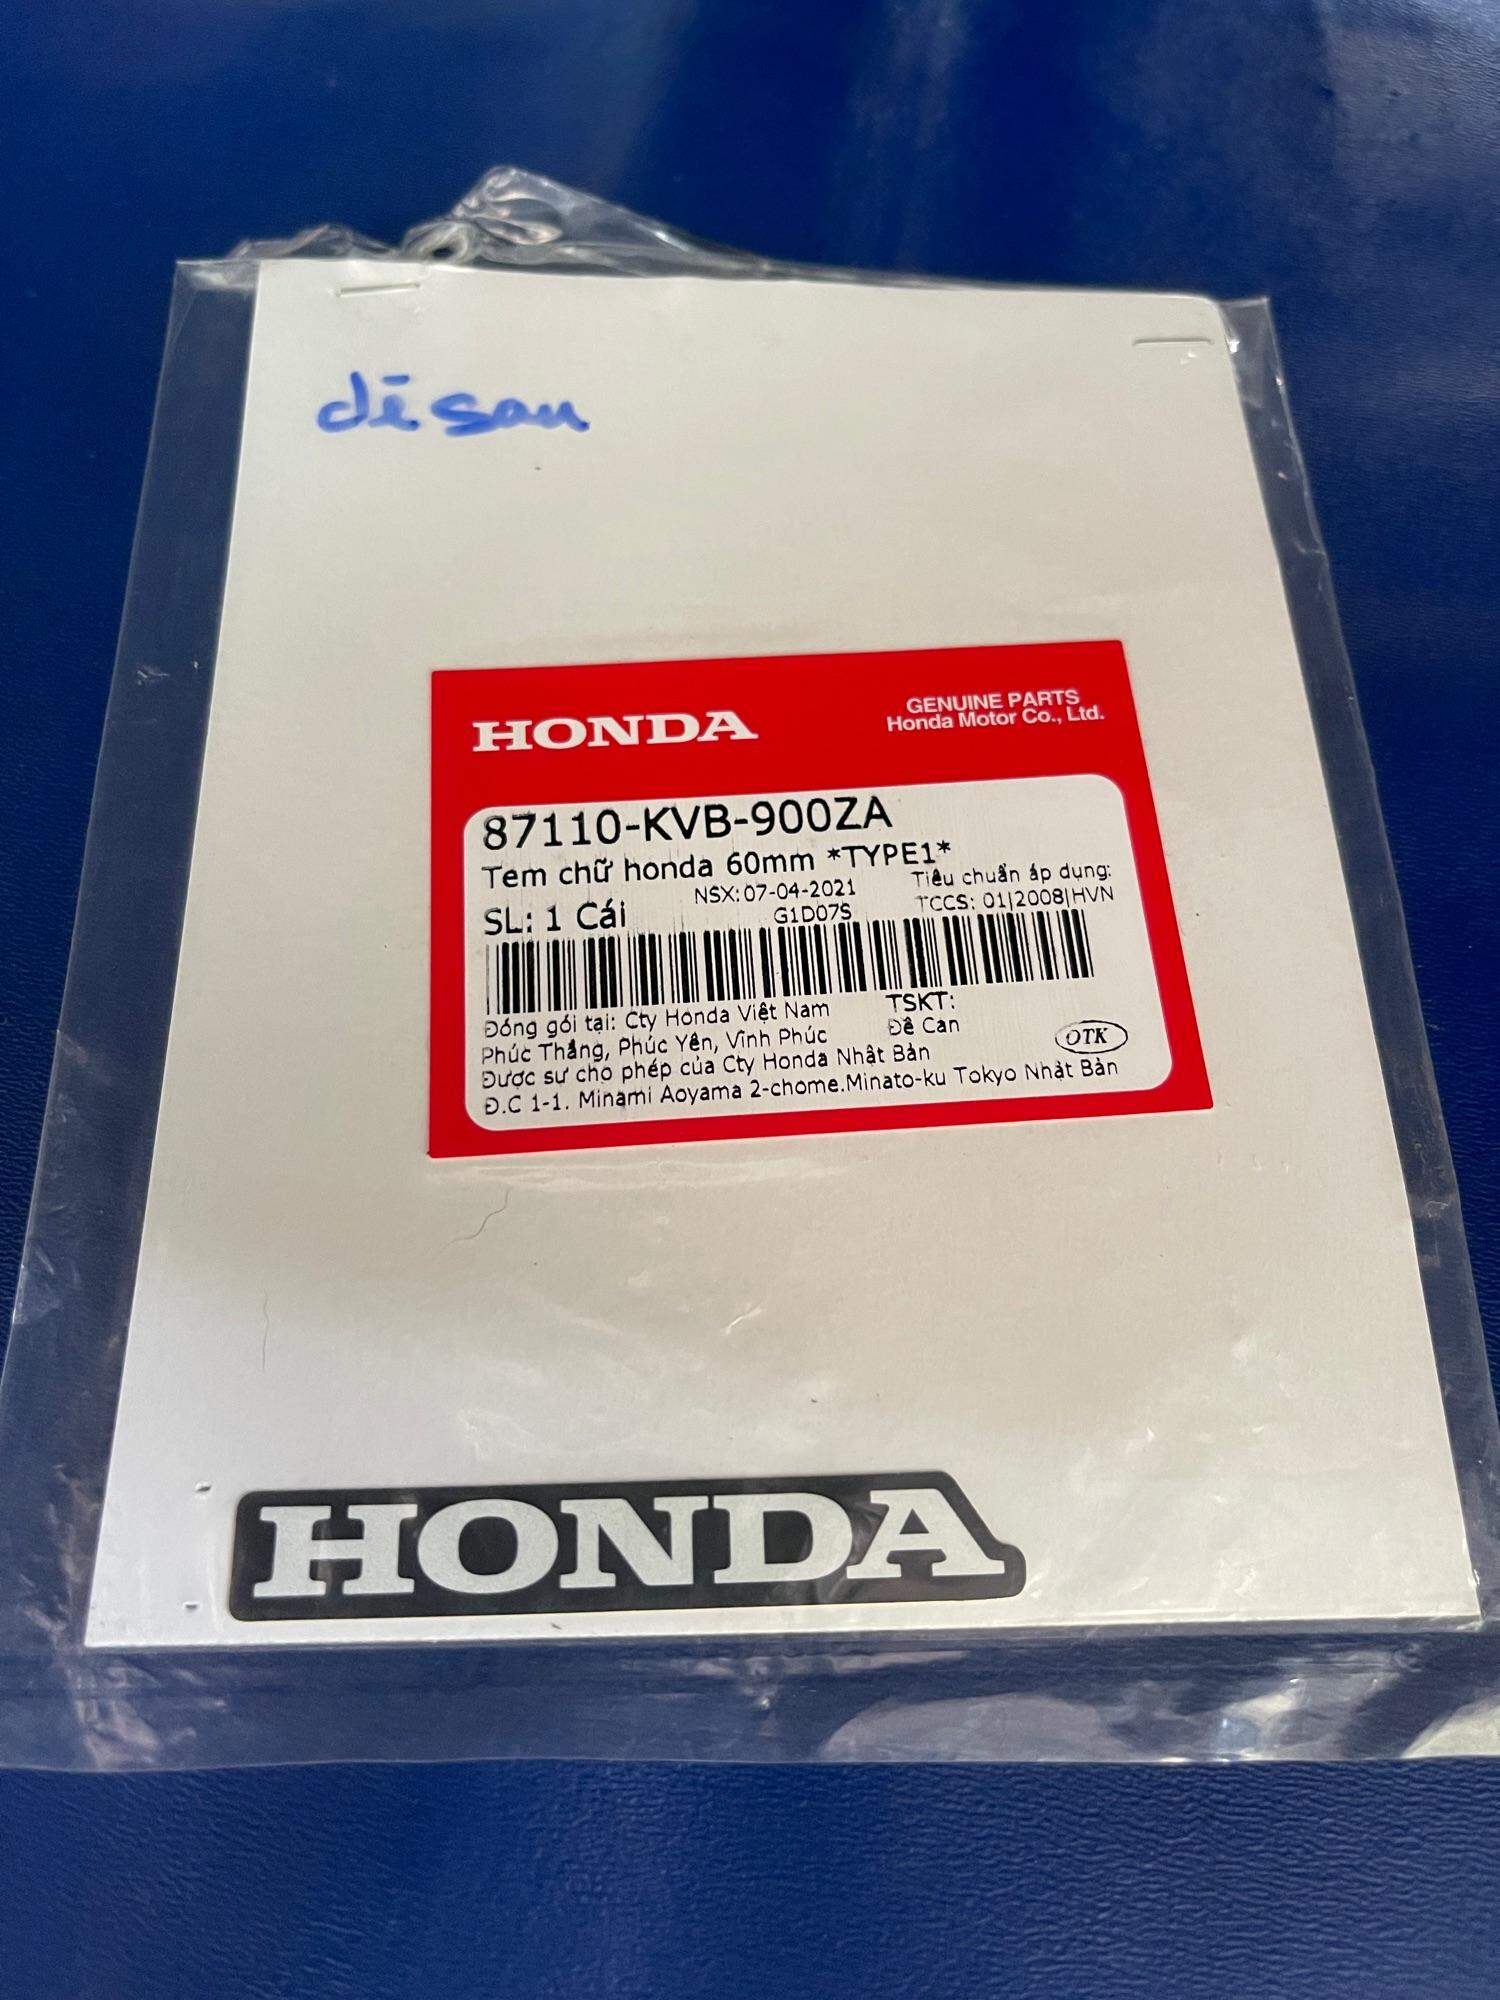 dè sau
HONDA
GENUINE PARTS
Honda Motor Co., Ltd.
87110-KVB-900ZA
Tem chữ honda 60mm *TYPE1*
SL: 1 Cái
NSX: 07-04-2021
G1D07S
Tiêu chuẩn áp dụng:
TCCS: 01|2008|HVN
Đóng gói tại: Cty Honda Việt Nam
Phúc Thắng, Phúc Yên, Vĩnh Phúc
TSKT:
Đề Can
OTK
Được sự cho phép của Cty Honda Nhật Bản
Đ.C 1-1. Minami Aoyama 2-chome.Minato-ku Tokyo Nhật Bản
HONDA